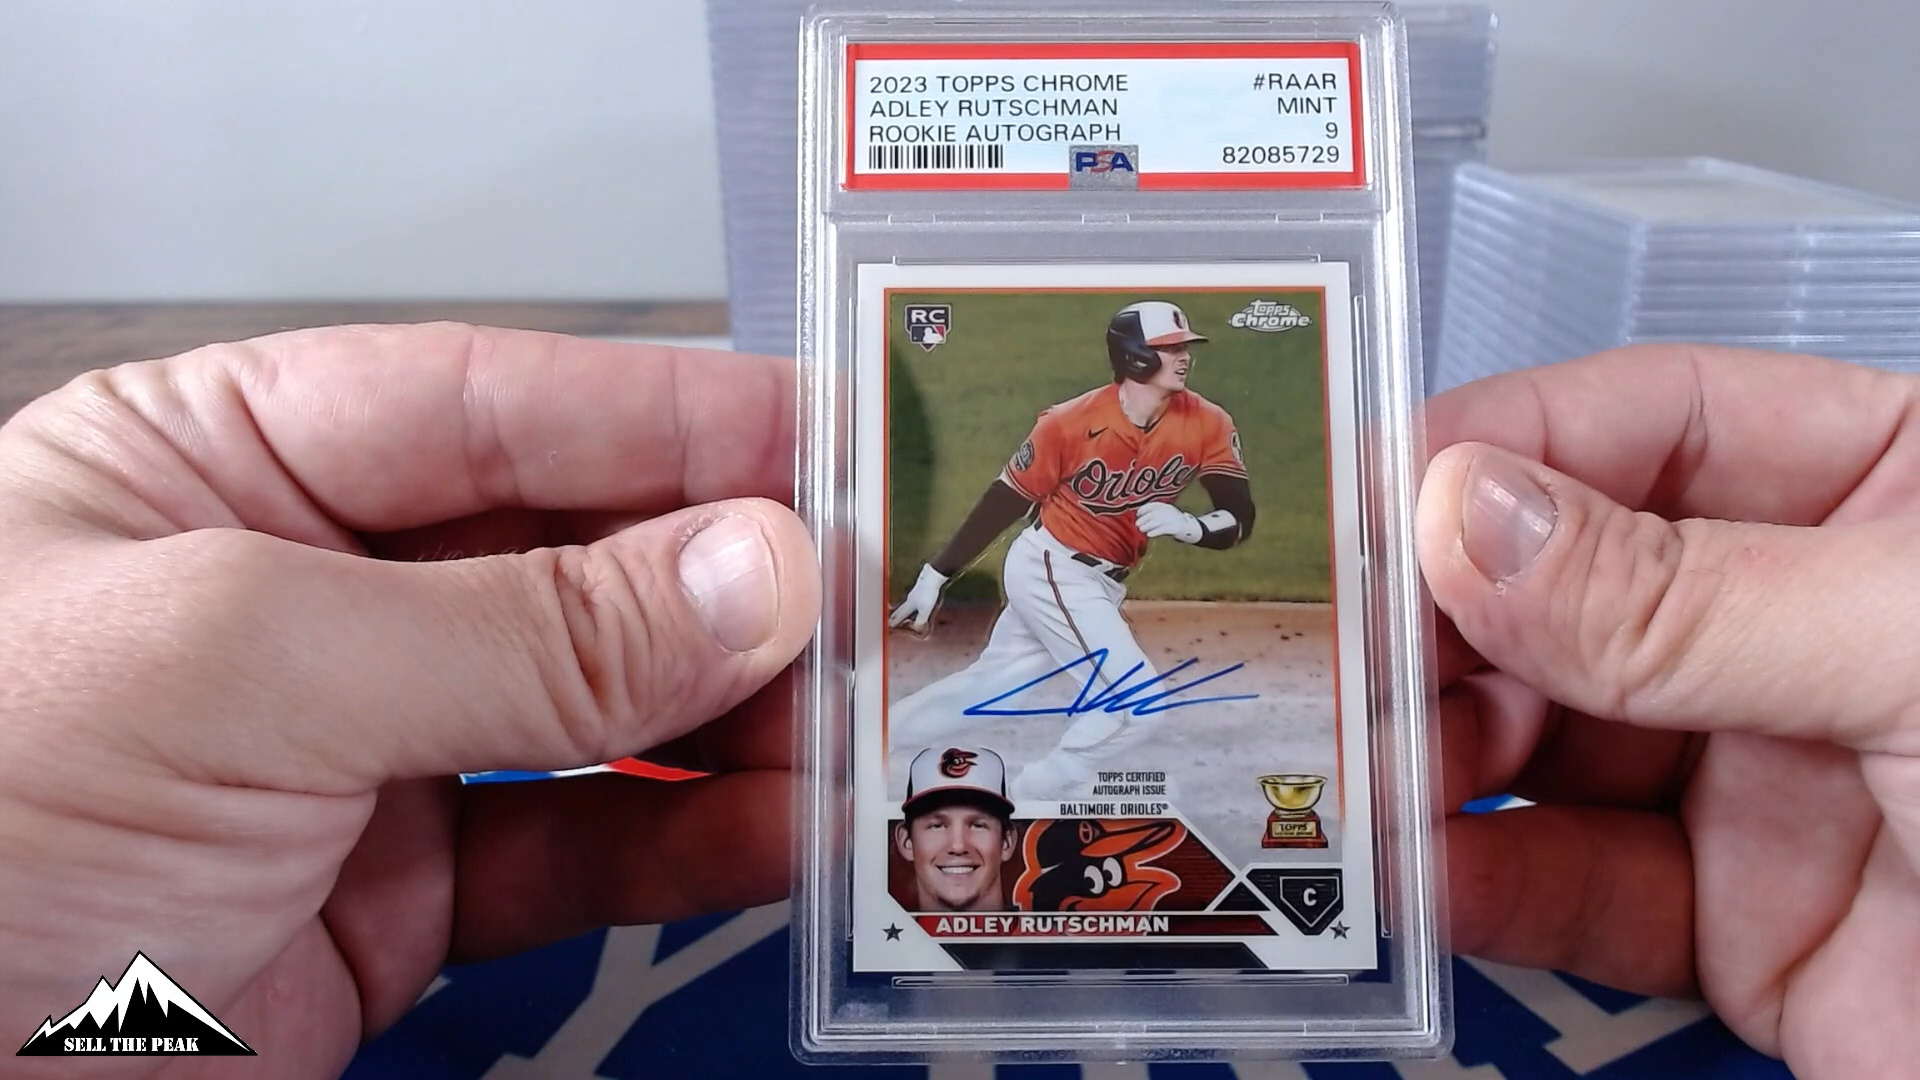 2023 TOPPS CHROME #RAAR
ADLEY RUTSCHMAN MINT
ROOKIE AUTOGRAPH 9
PSA 82085729
RC
Topps Chrome
Orioles
TOPPS CERTIFIED
AUTOGRAPH ISSUE
BALTIMORE ORIOLES®
TOPPS
C
ADLEY RUTSCHMAN
SELL THE PEAK